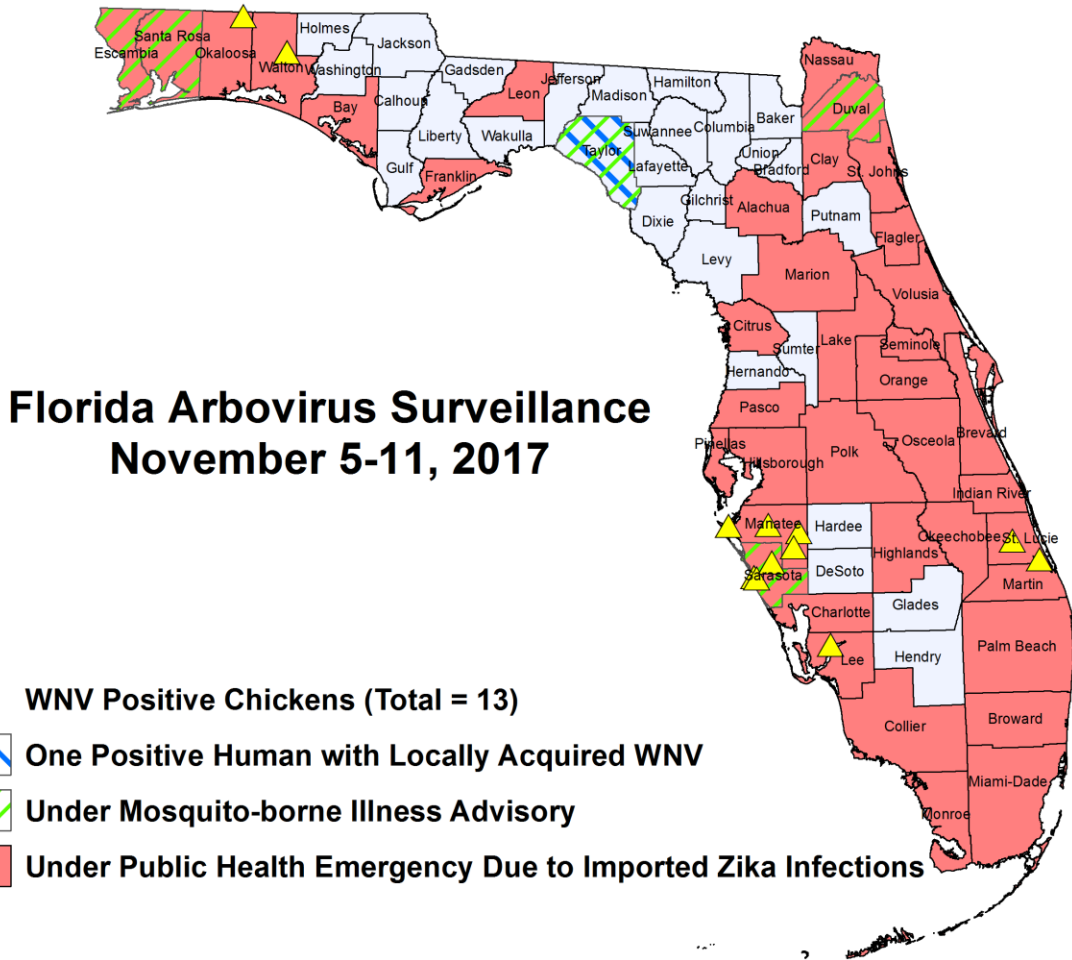 Holmes
Jackson
Santa Rosa
Escambia
Okaloosa
Walton
Washington
Gadsden
Jefferson
Hamilton
Nassau
Leon
Madison
Bay
Calhoun
Duval
Liberty
Wakulla
Taylor
Suwannee
Columbia
Baker
Gulf
Franklin
Lafayette
Union
Bradford
Clay
St. Johns
Dixie
Gilchrist
Alachua
Putnam
Flagler
Levy
Marion
Volusia
Citrus
Sumter
Lake
Seminole
Hernando
Orange
Florida Arbovirus Surveillance
November 5-11, 2017
Pasco
Pinellas
Hillsborough
Polk
Osceola
Brevard
Indian River
Manatee
Hardee
Okeechobee
St. Lucie
Highlands
Sarasota
DeSoto
Martin
Charlotte
Glades
Lee
Hendry
Palm Beach
Collier
Broward
Miami-Dade
Monroe
WNV Positive Chickens (Total = 13)
One Positive Human with Locally Acquired WNV
Under Mosquito-borne Illness Advisory
Under Public Health Emergency Due to Imported Zika Infections